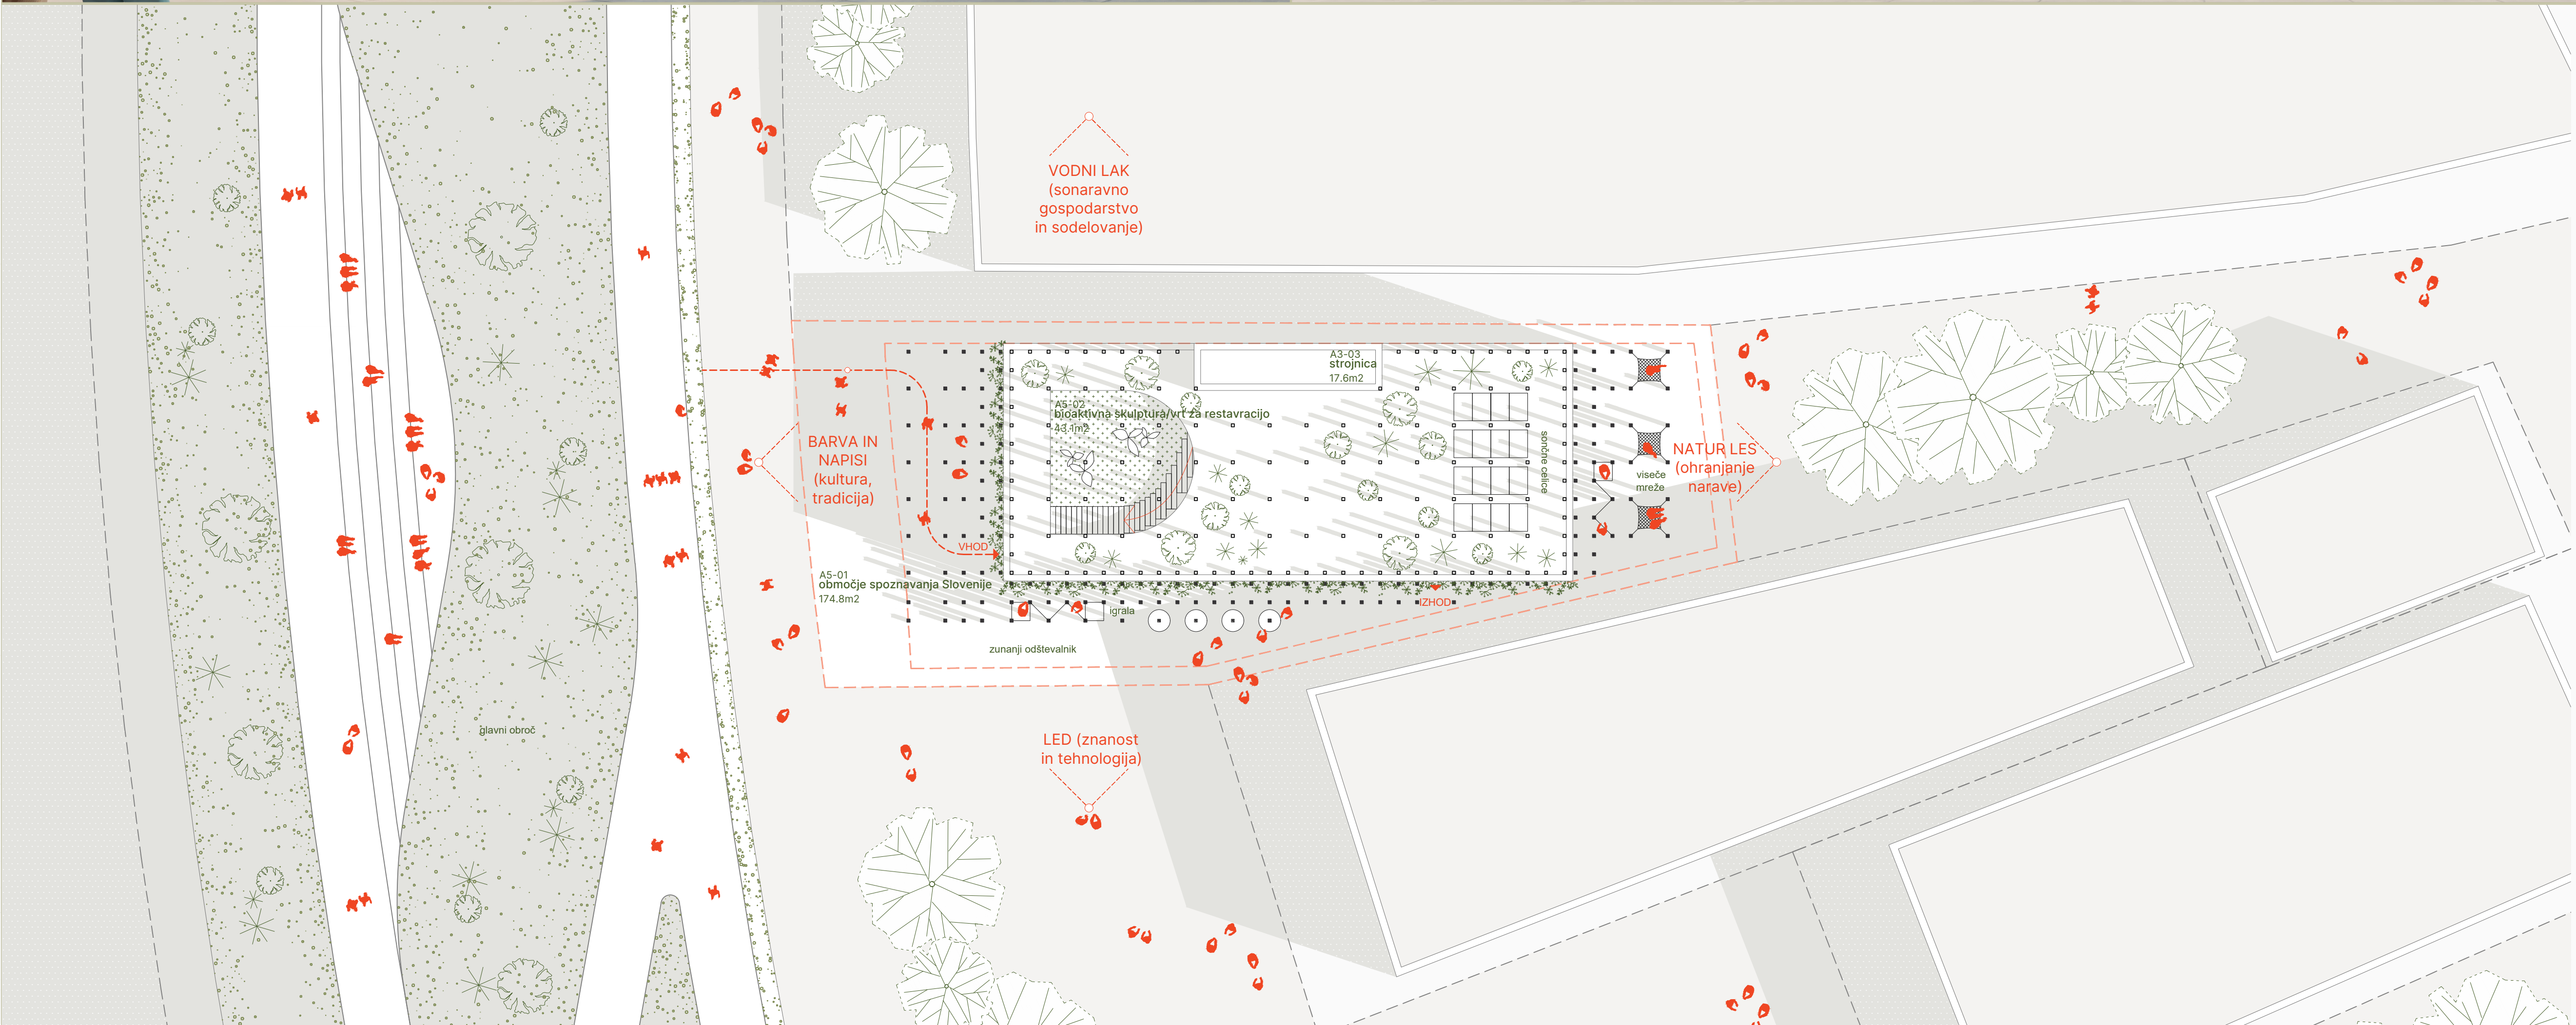 VODNI LAK
(sonaravno
gospodarstvo
in sodelovanje)
A3-03
strojnica
17.6m2
A5-02
bioaktivna skulptura/vrt za restavracijo
43.1m2
sončne celice
BARVA IN
NAPISI
(kultura,
tradicija)
NATUR LES
(ohranjanje
narave)
viseče
mreže
VHOD
A5-01
območje spoznavanja Slovenije
174.8m2
IZHOD
igrala
zunanji odštevalnik
glavni obroč
LED (znanost
in tehnologija)